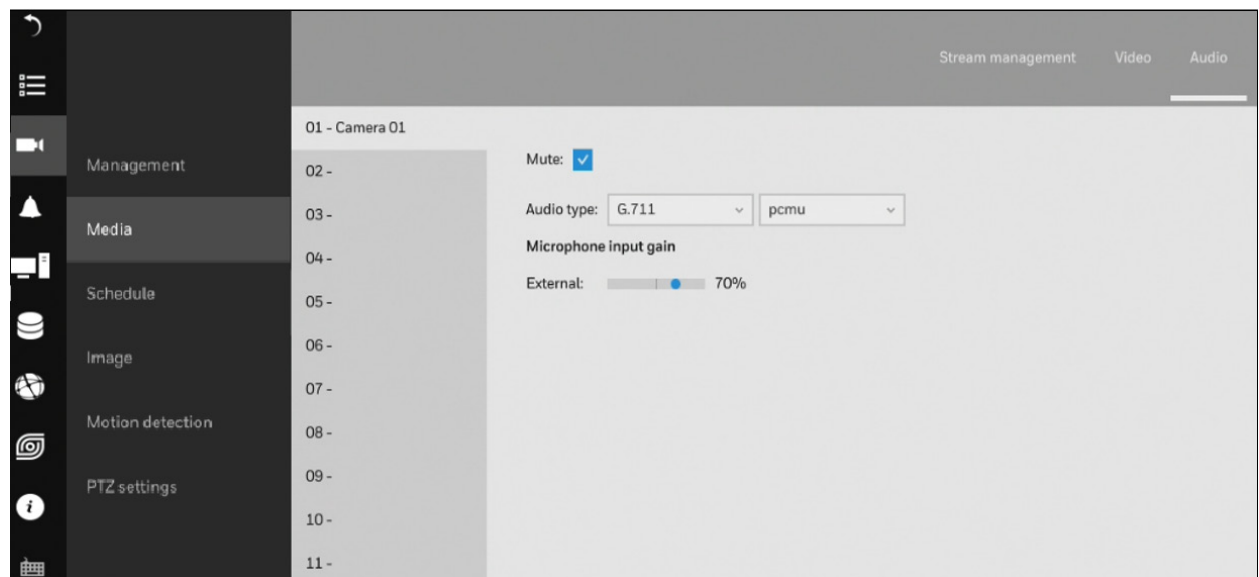 Stream management Video Audio
Management
Media
Schedule
Image
Motion detection
PTZ settings
01 - Camera 01
02 -
03 -
04 -
05 -
06 -
07 -
08 -
09 -
10 -
11 -
Mute:
Audio type: G.711 pcmu
Microphone input gain
External: 70%